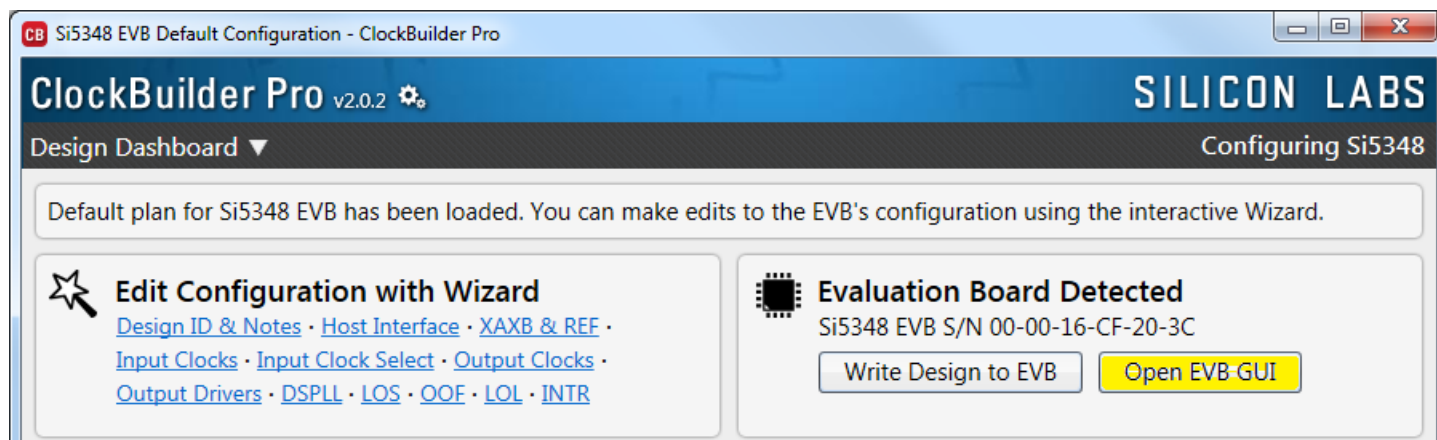 CB Si5348 EVB Default Configuration - ClockBuilder Pro
ClockBuilder Pro v2.0.2
SILICON LABS
Design Dashboard ▼
Configuring Si5348
Default plan for Si5348 EVB has been loaded. You can make edits to the EVB's configuration using the interactive Wizard.
Edit Configuration with Wizard
Design ID & Notes · Host Interface · XAXB & REF ·
Input Clocks · Input Clock Select · Output Clocks ·
Output Drivers · DSPLL · LOS · OOF · LOL · INTR
Evaluation Board Detected
Si5348 EVB S/N 00-00-16-CF-20-3C
Write Design to EVB
Open EVB GUI